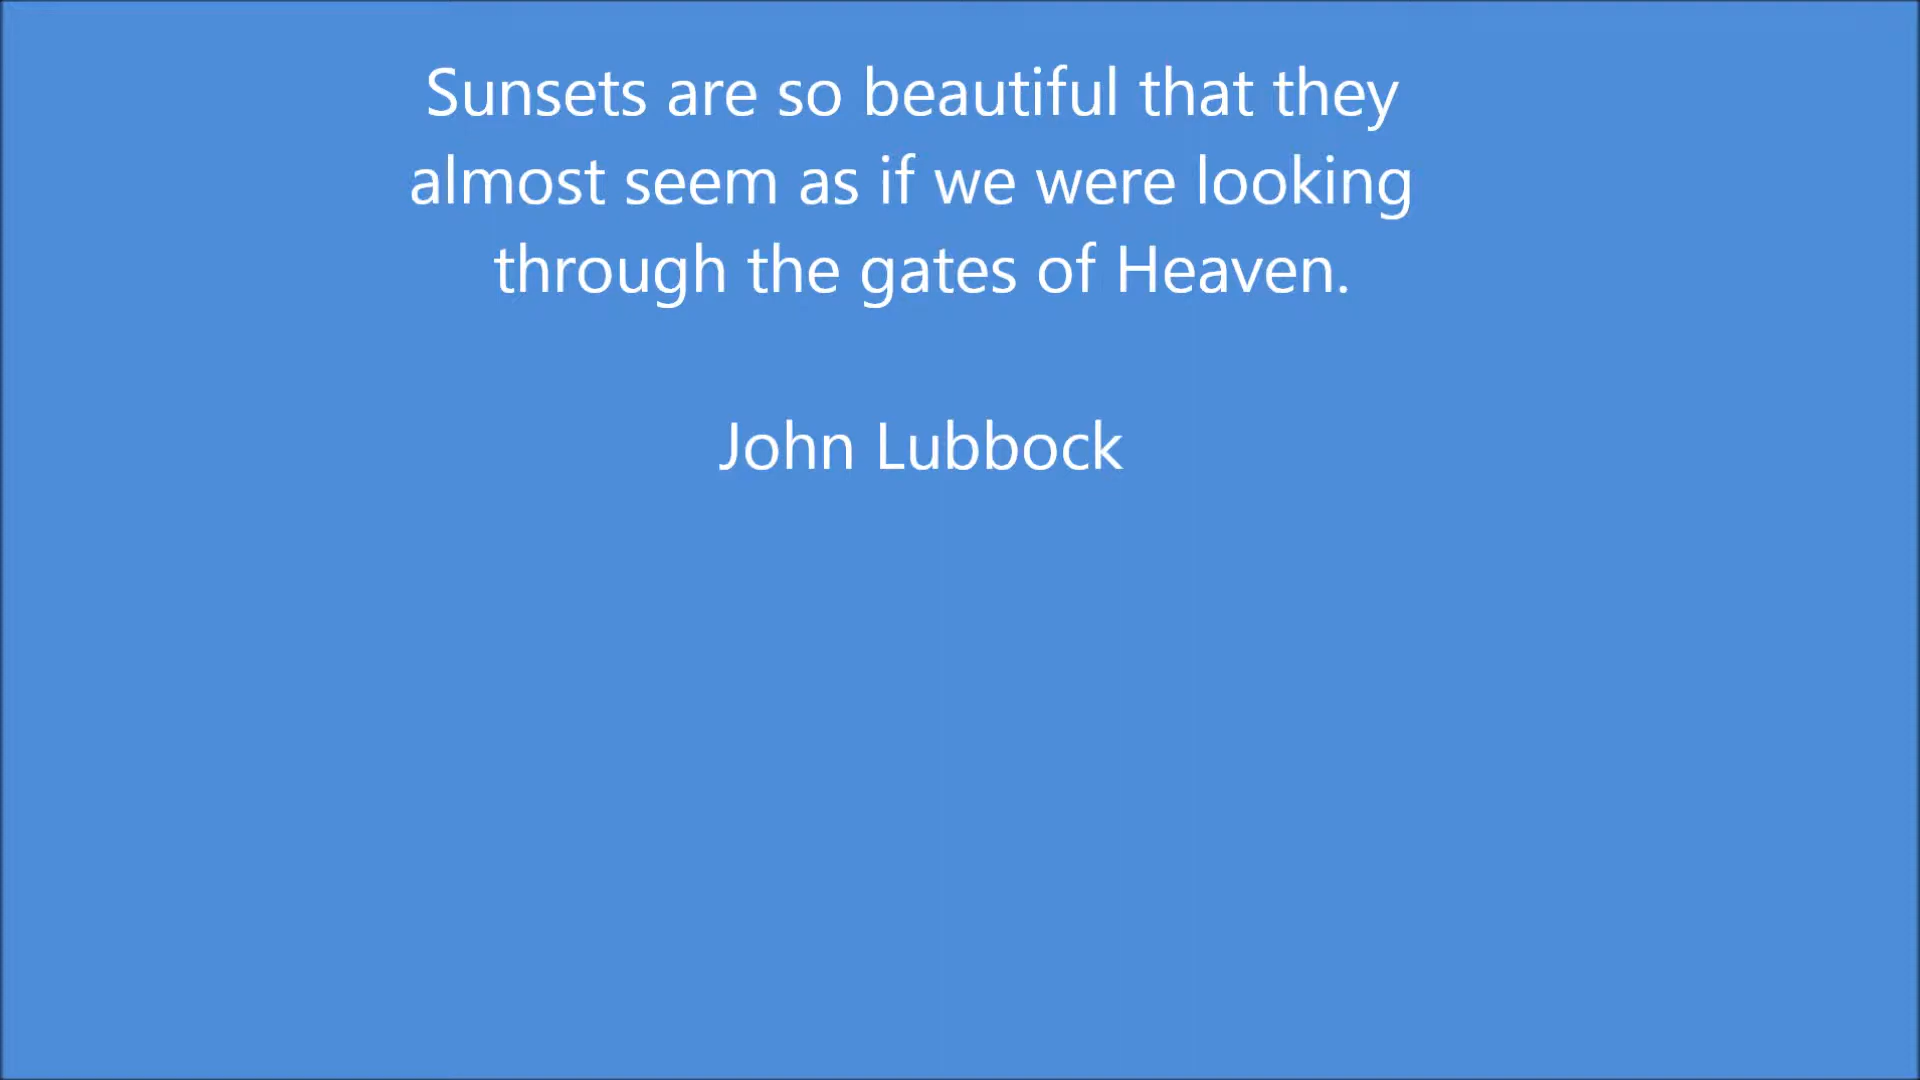 Sunsets are so beautiful that they
almost seem as if we were looking
through the gates of Heaven.
John Lubbock